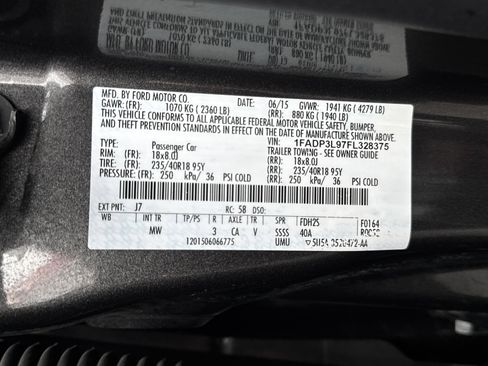 MFD. BY FORD MOTOR CO.
06/15 GVWR: 1941 KG ( 4279 LB)
GAWR: (FR): 1070 KG ( 2360 LB) (RR): 880 KG ( 1940 LB)
THIS VEHICLE CONFORMS TO ALL APPLICABLE FEDERAL MOTOR VEHICLE SAFETY, BUMPER,
AND THEFT PREVENTION STANDARDS IN EFFECT ON THE DATE OF MANUFACTURE SHOWN ABOVE.
VIN: 1FADP3L97FL328375
TYPE: Passenger Car TRAILER TOWING - SEE OWNER GUIDE
RIM: (FR) 18x8.0J (RR): 18x8.0J
TIRE: (FR): 235/40R18 95Y (RR): 235/40R18 95Y
PRESSURE: (FR) 250 kPa/ 36 PSI COLD (RR) 250 kPa/ 36 PSI COLD
EXT PNT: J7 RC: 58 DSO:
WB INT TR TP/PS R AXLE TR SPR FDH25 F0164
MW 3 CA V SSSS 40A
1201506066775 UMU